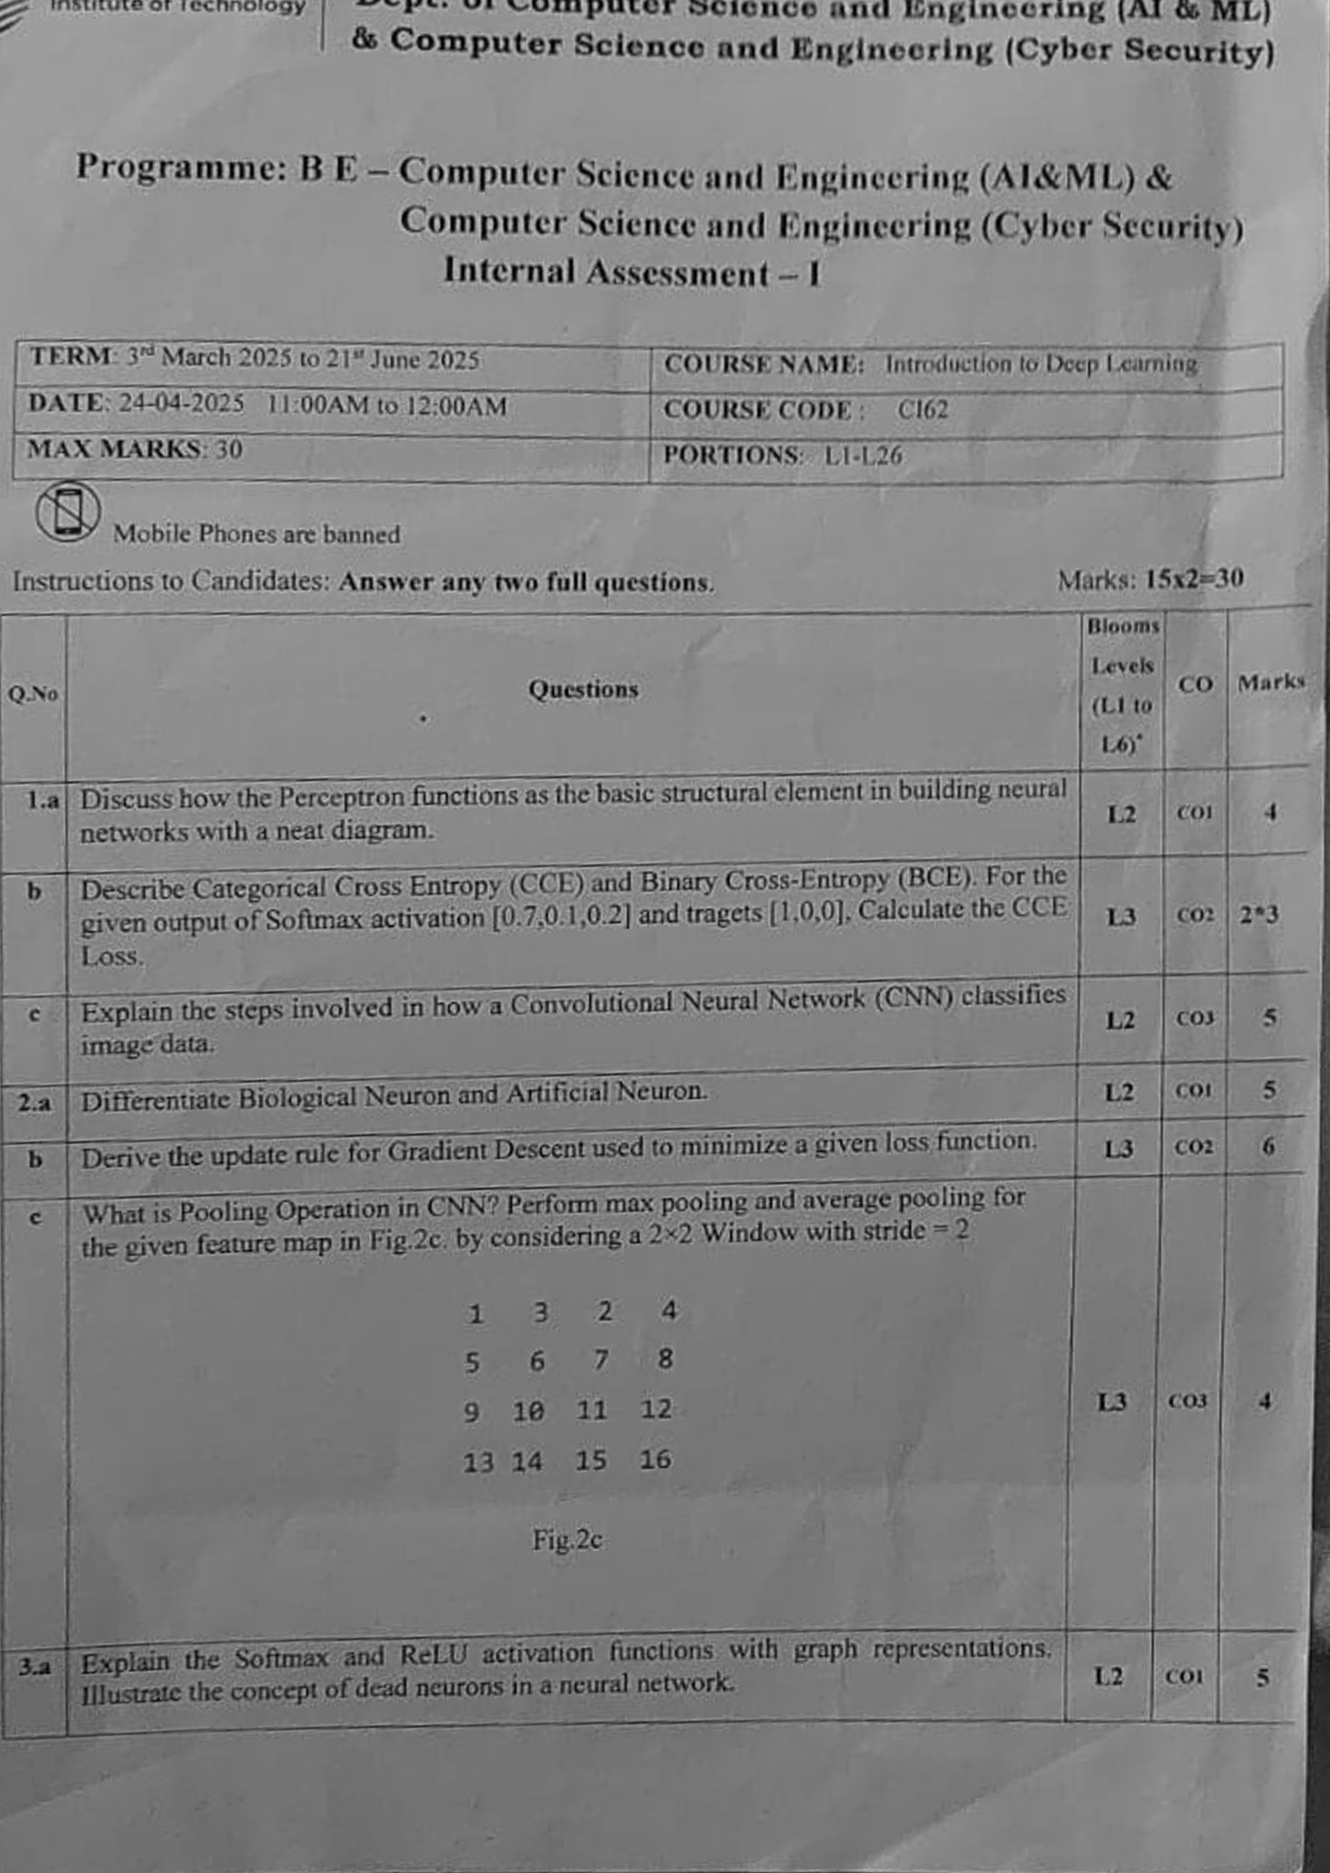 Institute of Technology
Dept. of Computer Science and Engineering (AI & ML)
& Computer Science and Engineering (Cyber Security)
Programme: B E – Computer Science and Engineering (AI&ML) &
Computer Science and Engineering (Cyber Security)
Internal Assessment – I
TERM: 3rd March 2025 to 21st June 2025
COURSE NAME: Introduction to Deep Learning
DATE: 24-04-2025 11:00AM to 12:00AM
COURSE CODE : CI62
MAX MARKS: 30
PORTIONS: L1-L26
Mobile Phones are banned
Instructions to Candidates: Answer any two full questions. Marks: 15x2=30
Q.No
Questions
Blooms
Levels
(L1 to
L6)*
CO
Marks
1.a Discuss how the Perceptron functions as the basic structural element in building neural
networks with a neat diagram.
L2 CO1 4
b Describe Categorical Cross Entropy (CCE) and Binary Cross-Entropy (BCE). For the
given output of Softmax activation [0.7,0.1,0.2] and tragets [1,0,0], Calculate the CCE
Loss.
L3 CO2 2*3
c Explain the steps involved in how a Convolutional Neural Network (CNN) classifies
image data.
L2 CO3 5
2.a Differentiate Biological Neuron and Artificial Neuron. L2 CO1 5
b Derive the update rule for Gradient Descent used to minimize a given loss function. L3 CO2 6
c What is Pooling Operation in CNN? Perform max pooling and average pooling for
the given feature map in Fig.2c. by considering a 2×2 Window with stride = 2
1 3 2 4
5 6 7 8
9 10 11 12
13 14 15 16
Fig.2c
L3 CO3 4
3.a Explain the Softmax and ReLU activation functions with graph representations.
Illustrate the concept of dead neurons in a neural network.
L2 CO1 5